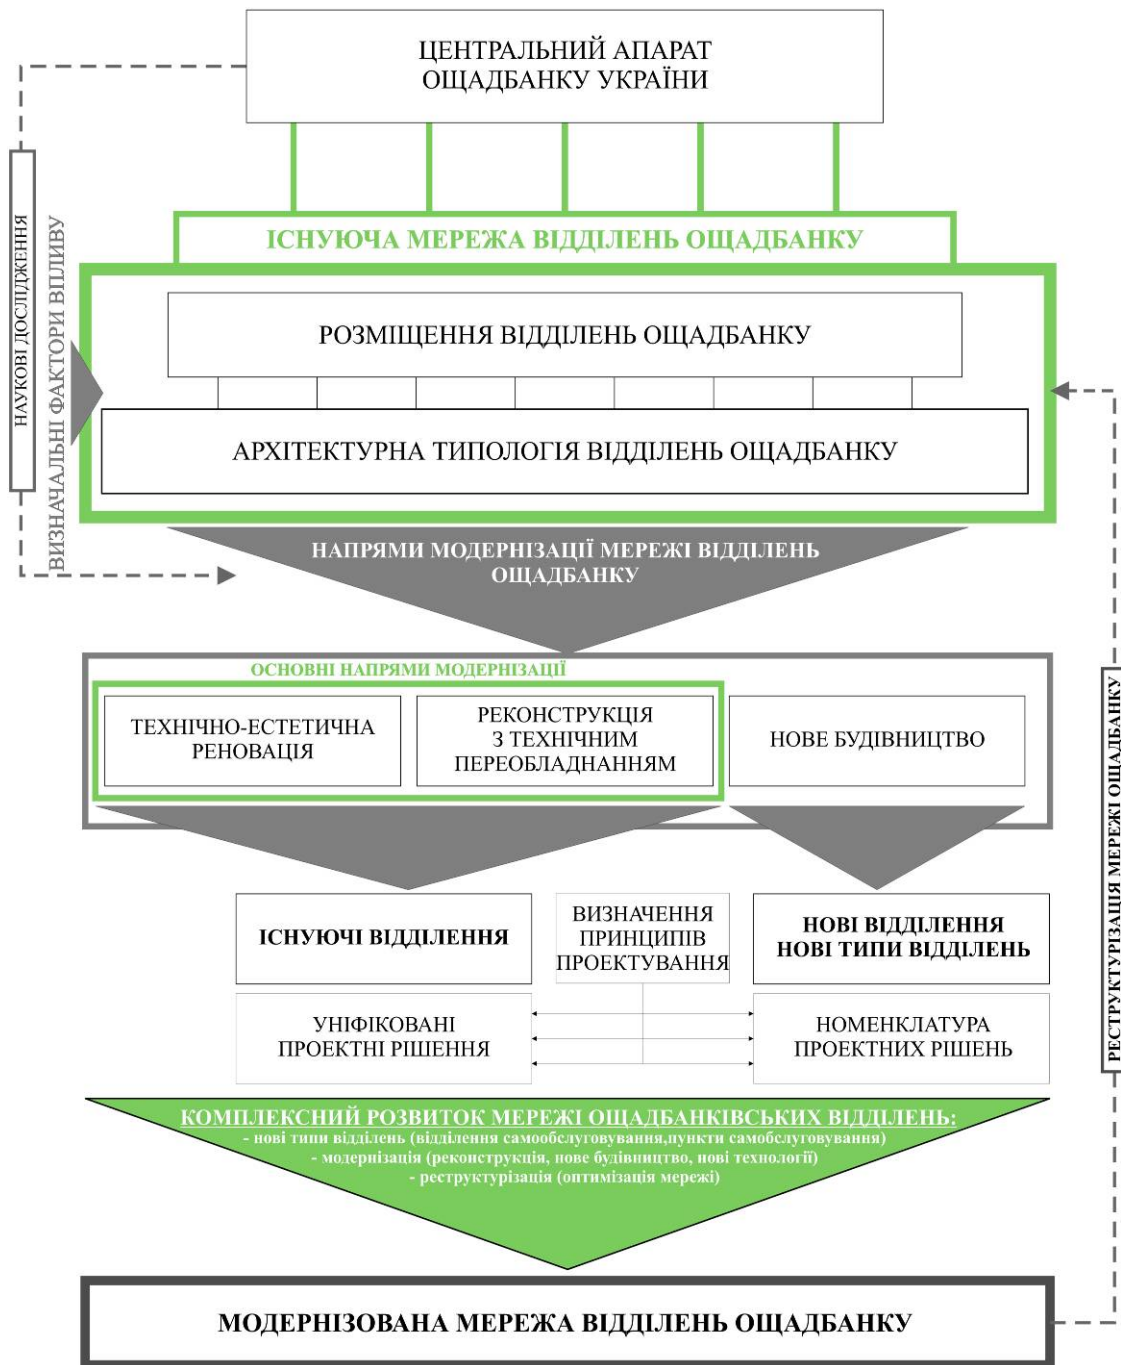 ЦЕНТРАЛЬНИЙ АПАРАТ
ОЩАДБАНКУ УКРАЇНИ
НАУКОВІ ДОСЛІДЖЕННЯ
ВИЗНАЧАЛЬНІ ФАКТОРИ ВПЛИВУ
ІСНУЮЧА МЕРЕЖА ВІДДІЛЕНЬ ОЩАДБАНКУ
РОЗМІЩЕННЯ ВІДДІЛЕНЬ ОЩАДБАНКУ
АРХІТЕКТУРНА ТИПОЛОГІЯ ВІДДІЛЕНЬ ОЩАДБАНКУ
НАПРЯМИ МОДЕРНІЗАЦІЇ МЕРЕЖІ ВІДДІЛЕНЬ
ОЩАДБАНКУ
ОСНОВНІ НАПРЯМИ МОДЕРНІЗАЦІЇ
ТЕХНІЧНО-ЕСТЕТИЧНА
РЕНОВАЦІЯ
РЕКОНСТРУКЦІЯ
З ТЕХНІЧНИМ
ПЕРЕОБЛАДНАННЯМ
НОВЕ БУДІВНИЦТВО
РЕСТРУКТУРІЗАЦІЯ МЕРЕЖІ ОЩАДБАНКУ
ІСНУЮЧІ ВІДДІЛЕННЯ
ВИЗНАЧЕННЯ
ПРИНЦИПІВ
ПРОЕКТУВАННЯ
НОВІ ВІДДІЛЕННЯ
НОВІ ТИПИ ВІДДІЛЕНЬ
УНІФІКОВАНІ
ПРОЕКТНІ РІШЕННЯ
НОМЕНКЛАТУРА
ПРОЕКТНИХ РІШЕНЬ
КОМПЛЕКСНИЙ РОЗВИТОК МЕРЕЖІ ОЩАДБАНКІВСЬКИХ ВІДДІЛЕНЬ:
- нові типи відділень (відділення самообслуговування,пункти самобслуговування)
- модернізація (реконструкція, нове будівництво, нові технології)
- реструктурізація (оптимізація мережі)
МОДЕРНІЗОВАНА МЕРЕЖА ВІДДІЛЕНЬ ОЩАДБАНКУ